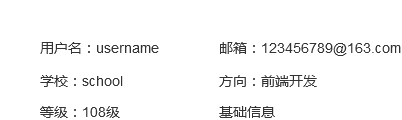 用户名：username 邮箱：123456789@163.com
学校：school 方向：前端开发
等级：108级 基础信息